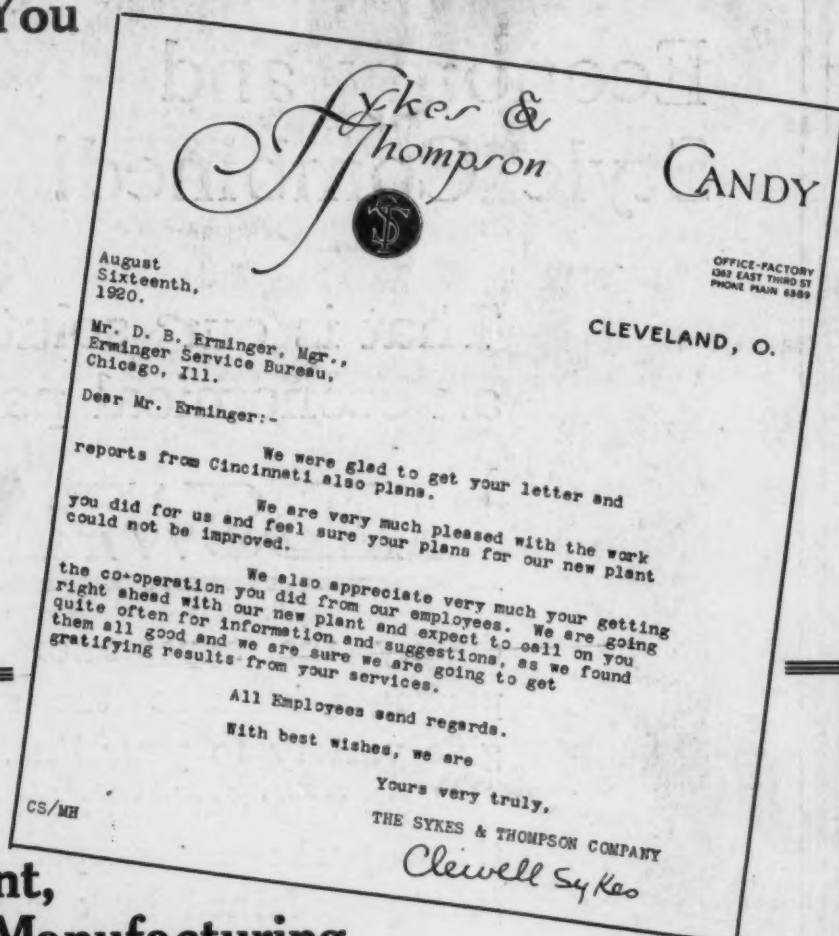 You
Sykes &
Thompson
CANDY
OFFICE-FACTORY
1362 EAST THIRD ST
PHONE MAIN 6589
CLEVELAND, O.
August
Sixteenth,
1920.
Mr. D. B. Erminger, Mgr.,
Erminger Service Bureau,
Chicago, Ill.
Dear Mr. Erminger:-
We were glad to get your letter and
reports from Cincinnati also plans.
We are very much pleased with the work
you did for us and feel sure your plans for our new plant
could not be improved.
We also appreciate very much your getting
the co-operation you did from our employees. We are going
right ahead with our new plant and expect to call on you
quite often for information and suggestions, as we found
them all good and we are sure we are going to get
gratifying results from your services.
All Employees send regards.
With best wishes, we are
Yours very truly,
THE SYKES & THOMPSON COMPANY
CS/MH
Clewell Sykes
nt,
Manufacturing